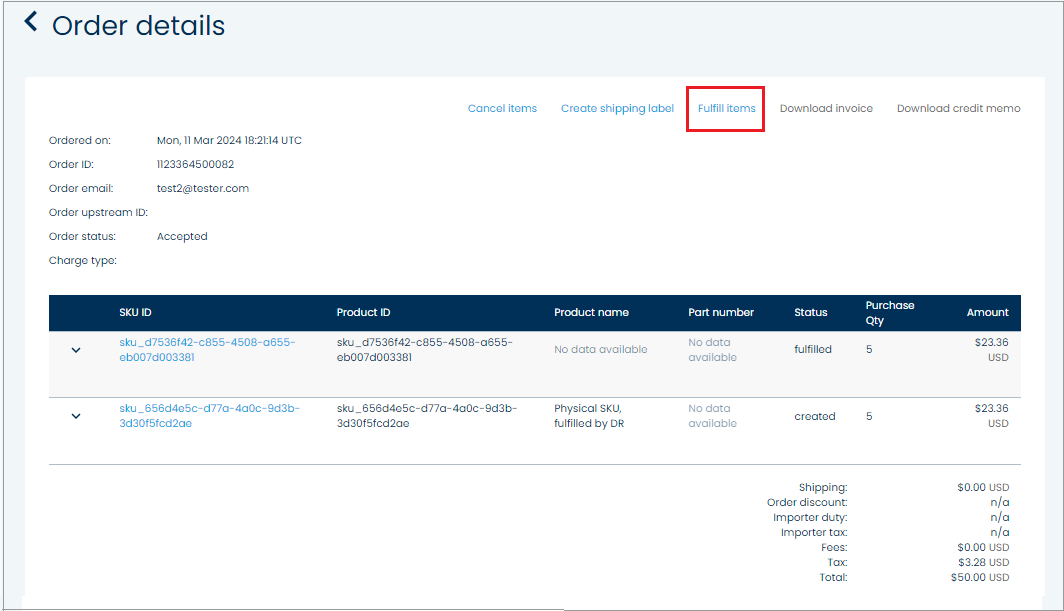 Order details
Cancel items Create shipping label Fulfill items Download invoice Download credit memo
Ordered on: Mon, 11 Mar 2024 18:21:14 UTC
Order ID: 1123364500082
Order email: test2@tester.com
Order upstream ID:
Order status: Accepted
Charge type:
SKU ID Product ID Product name Part number Status Purchase Qty Amount
sku_d7536f42-c855-4508-a655- sku_d7536f42-c855-4508-a655- No data $23.36
eb007d003381 eb007d003381 No data available available fulfilled 5 USD
sku_656d4e5c-d77a-4a0c-9d3b- sku_656d4e5c-d77a-4a0c-9d3b- Physical SKU, No data $23.36
3d30f5fcd2ae 3d30f5fcd2ae fulfilled by DR available created 5 USD
Shipping: $0.00 USD
Order discount: n/a
Importer duty: n/a
Importer tax: n/a
Fees: $0.00 USD
Tax: $3.28 USD
Total: $50.00 USD